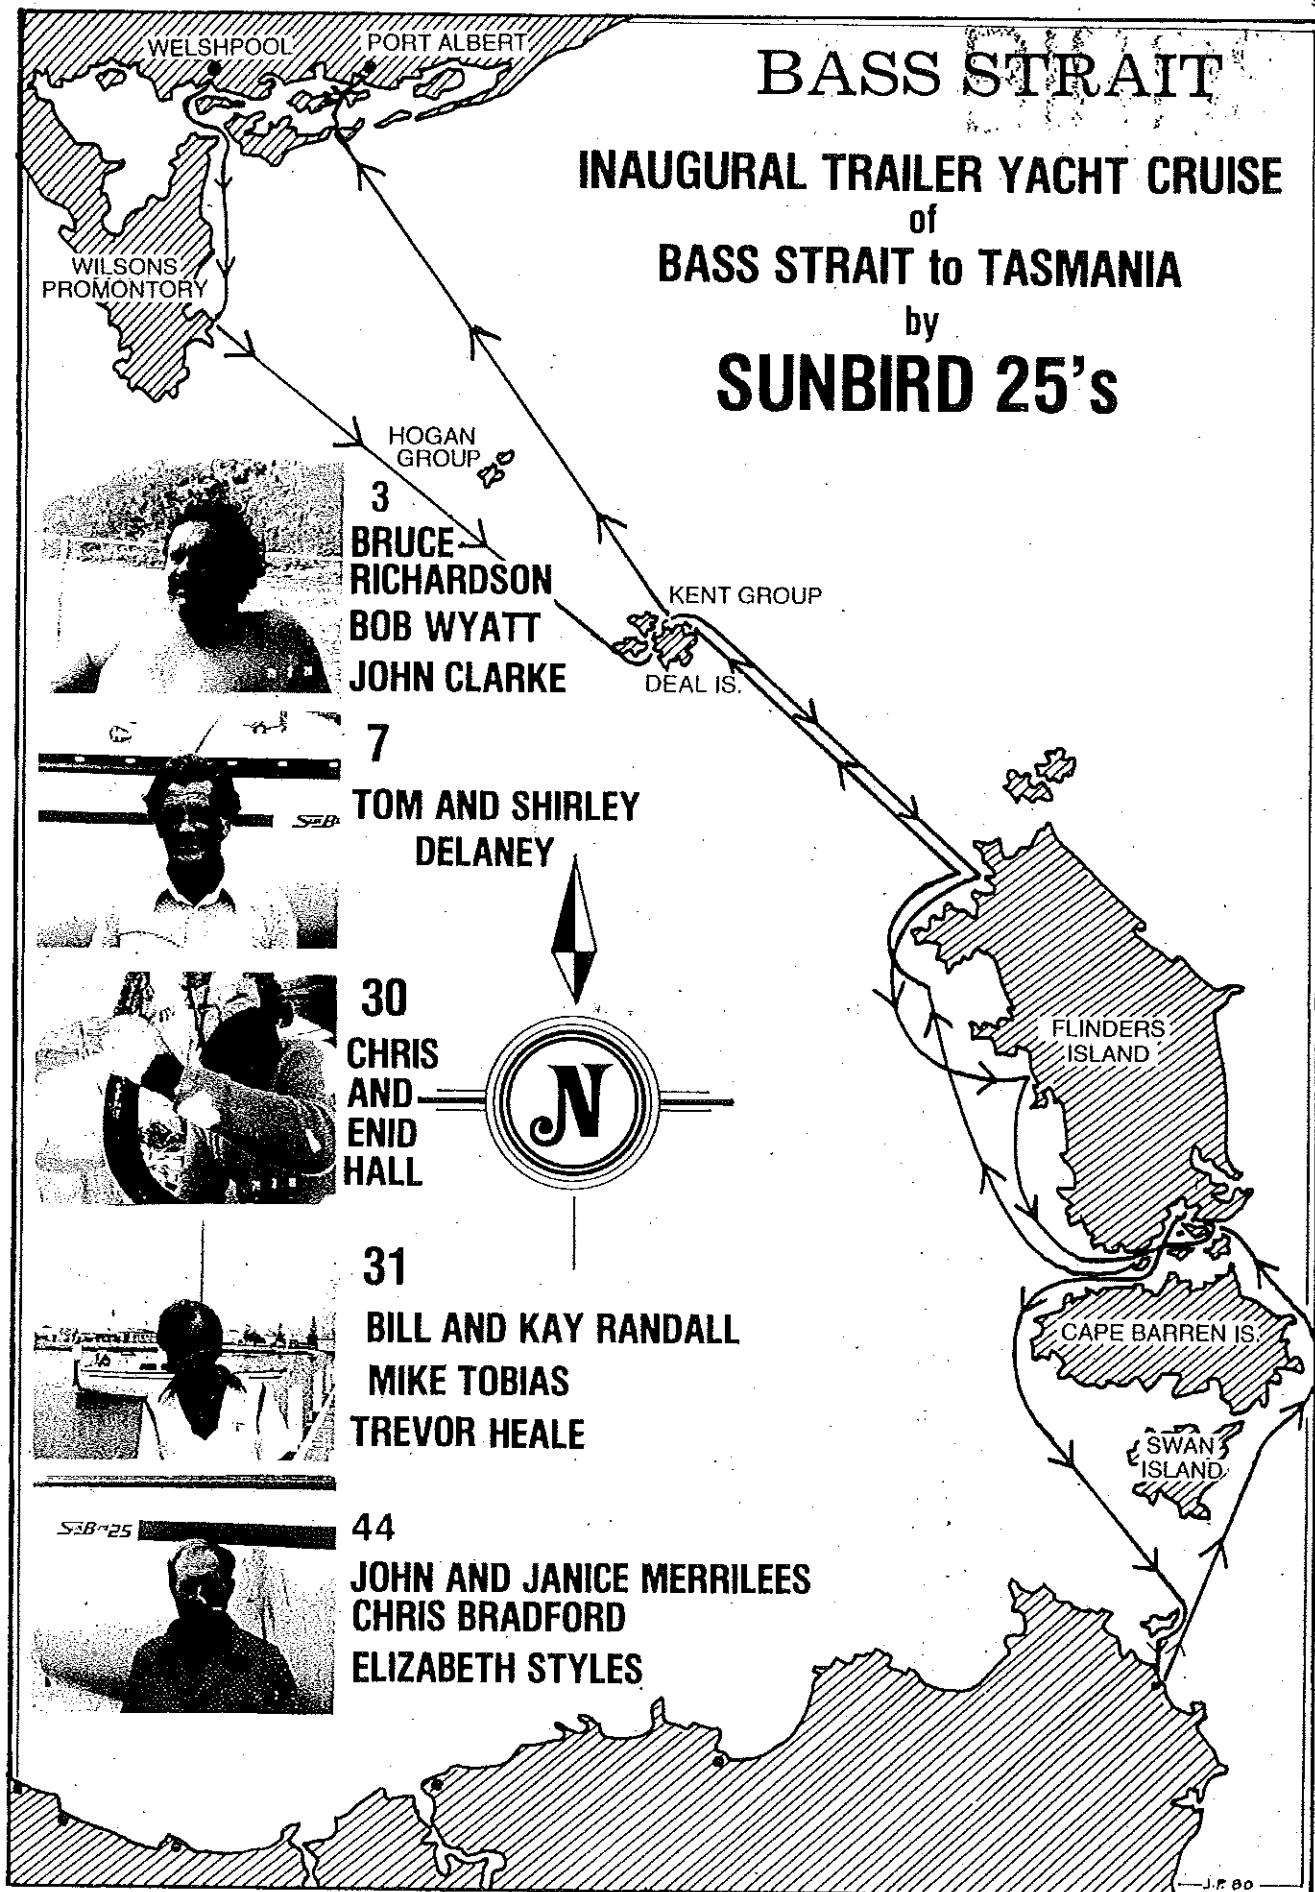 WELSHPOOL
PORT ALBERT
BASS STRAIT
INAUGURAL TRAILER YACHT CRUISE
of
BASS STRAIT to TASMANIA
by
SUNBIRD 25's
WILSONS
PROMONTORY
HOGAN
GROUP
3
BRUCE
RICHARDSON
BOB WYATT
JOHN CLARKE
KENT GROUP
DEAL IS.
7
TOM AND SHIRLEY
DELANEY
30
CHRIS
AND
ENID
HALL
N
FLINDERS
ISLAND
31
BILL AND KAY RANDALL
MIKE TOBIAS
TREVOR HEALE
CAPE BARREN IS.
SWAN
ISLAND
44
JOHN AND JANICE MERRILEES
CHRIS BRADFORD
ELIZABETH STYLES
J.P. 80